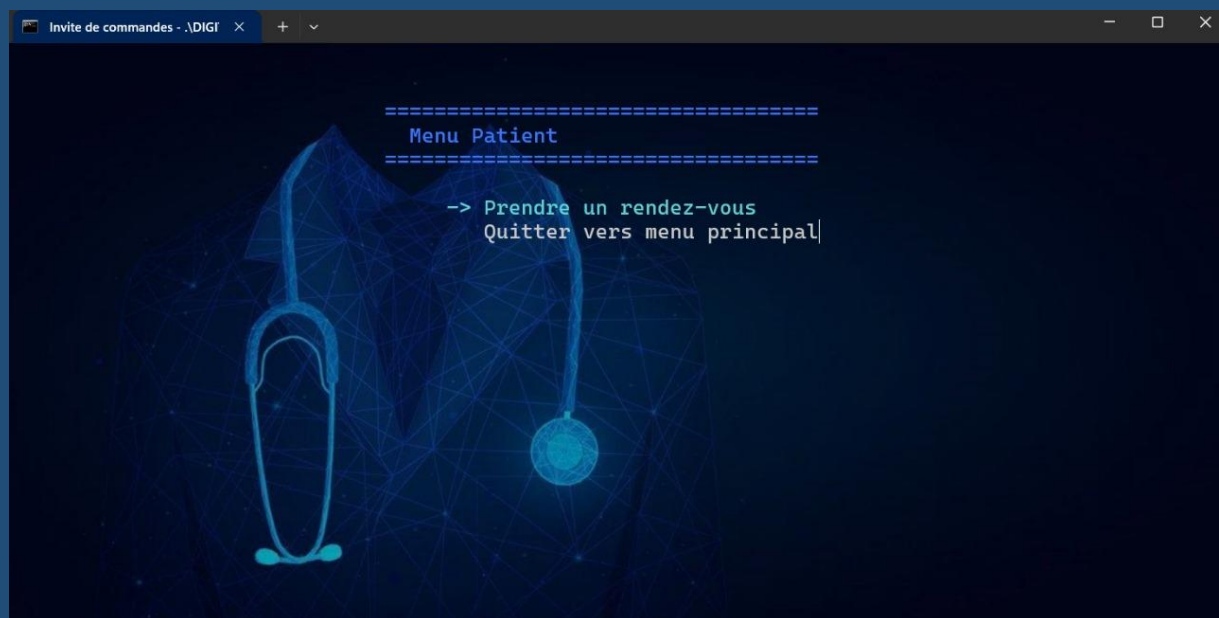 Invite de commandes - .\DIGI
==================================
Menu Patient
==================================
-> Prendre un rendez-vous
Quitter vers menu principal